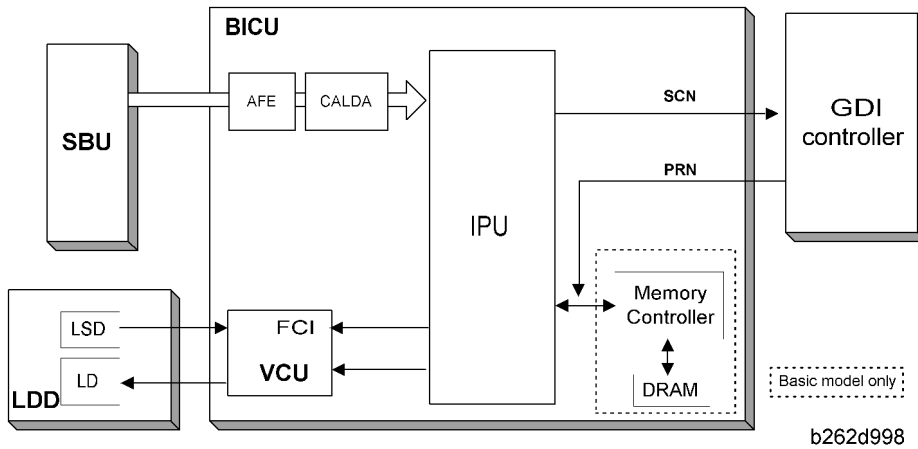 BICU
SBU
AFE
CALDA
IPU
SCN
PRN
GDI
controller
Memory
Controller
DRAM
Basic model only
LSD
LD
LDD
FCI
VCU
b262d998